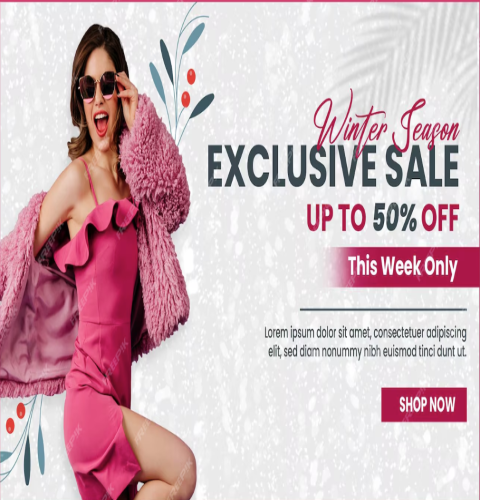 Winter Season
EXCLUSIVE SALE
UP TO 50% OFF
This Week Only
Lorem ipsum dolor sit amet, consectetuer adipiscing
elit, sed diam nonummy nibh euismod tinci dunt ut.
SHOP NOW